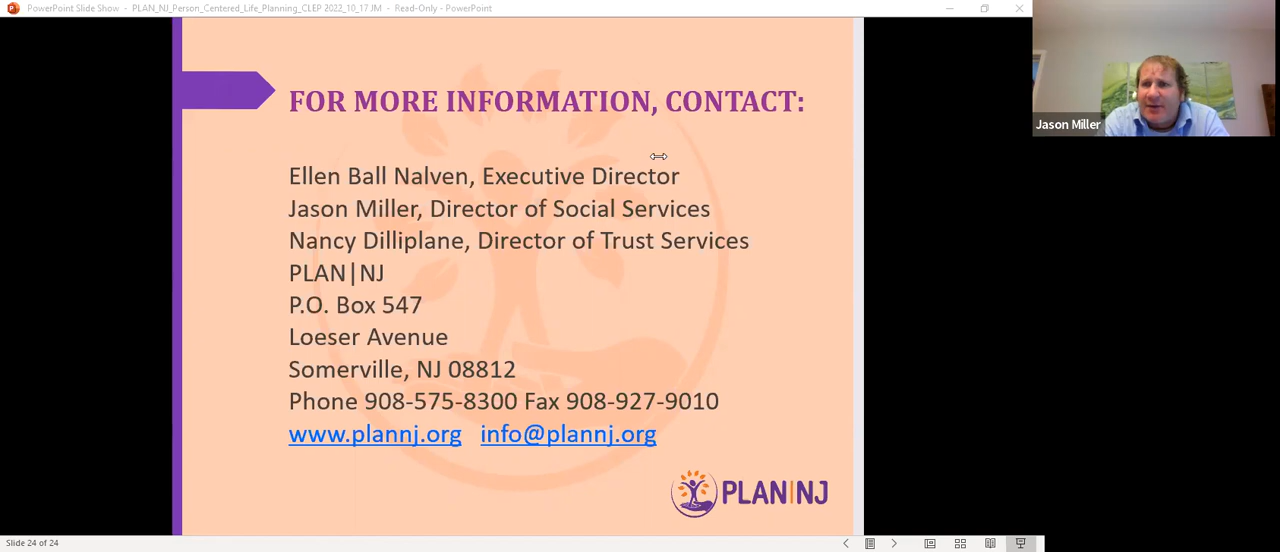 PowerPoint Slide Show - PLAN_NJ_Person_Centered_Life_Planning_CLEP 2022_10_17 JM - Read-Only - PowerPoint
Jason Miller
FOR MORE INFORMATION, CONTACT:
Ellen Ball Nalven, Executive Director
Jason Miller, Director of Social Services
Nancy Dilliplane, Director of Trust Services
PLAN|NJ
P.O. Box 547
Loeser Avenue
Somerville, NJ 08812
Phone 908-575-8300 Fax 908-927-9010
www.plannj.org info@plannj.org
PLAN|NJ
Slide 24 of 24